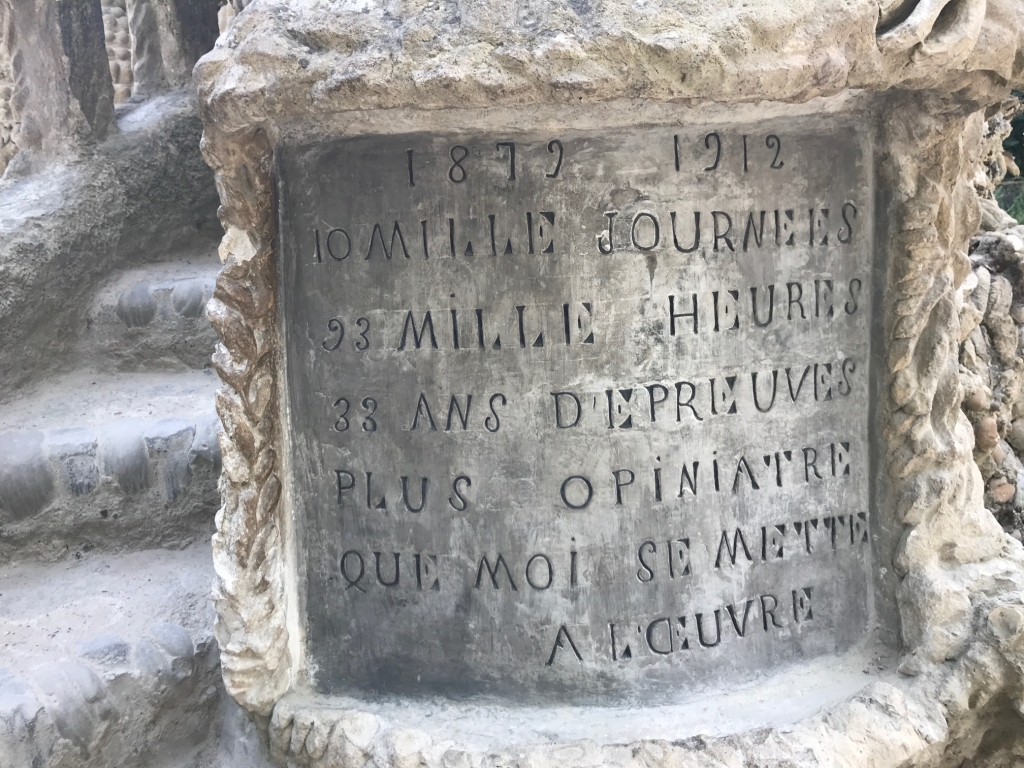 1879 1912
10 MILLE JOURNEES
93 MILLE HEURES
33 ANS D'EPREUVES
PLUS OPINIATRE
QUE MOI SE METTE
A L'ŒUVRE